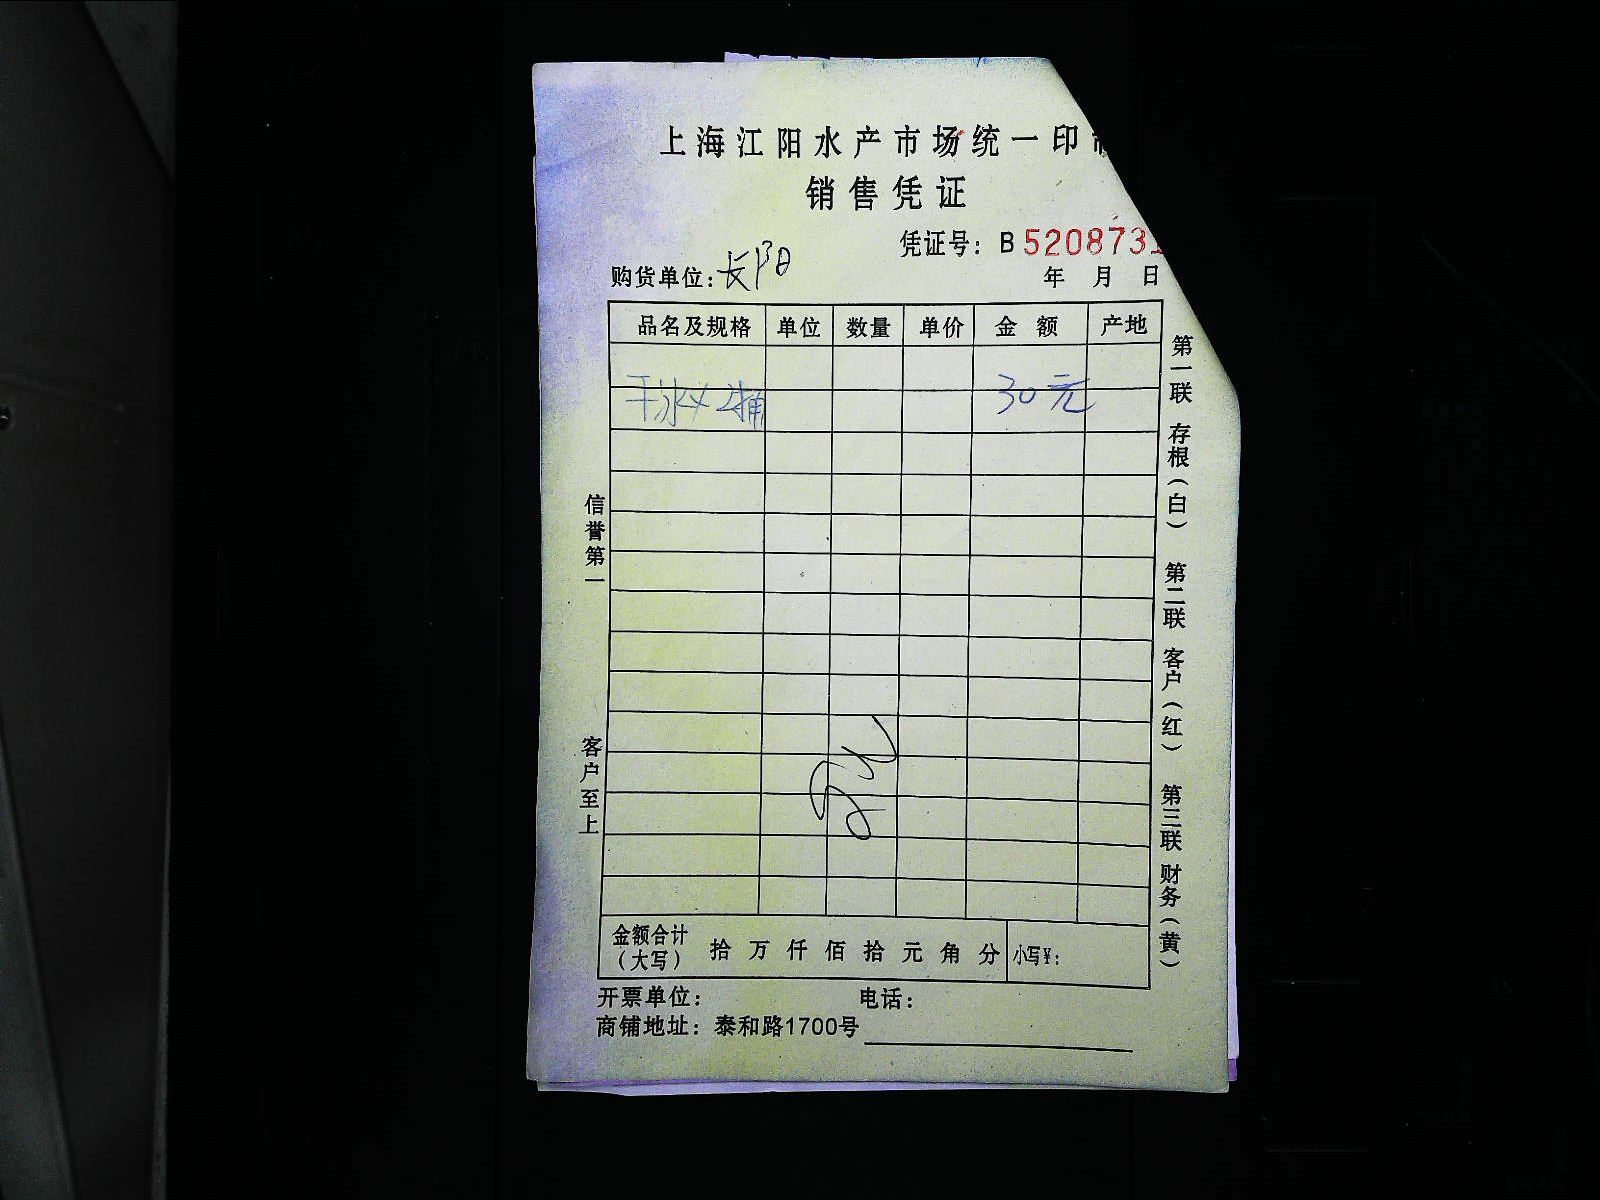 上海江阳水产市场统一印
销售凭证
凭证号：B 5208731
购货单位：长阳
年 月 日
品名及规格 单位 数量 单价 金 额 产地
干冰 2桶 30元
信誉第一
客户至上
第一联 存根（白） 第二联 客户（红） 第三联 财务（黄）
金额合计（大写） 拾 万 仟 佰 拾 元 角 分 小写¥：
开票单位： 电话：
商铺地址：泰和路1700号